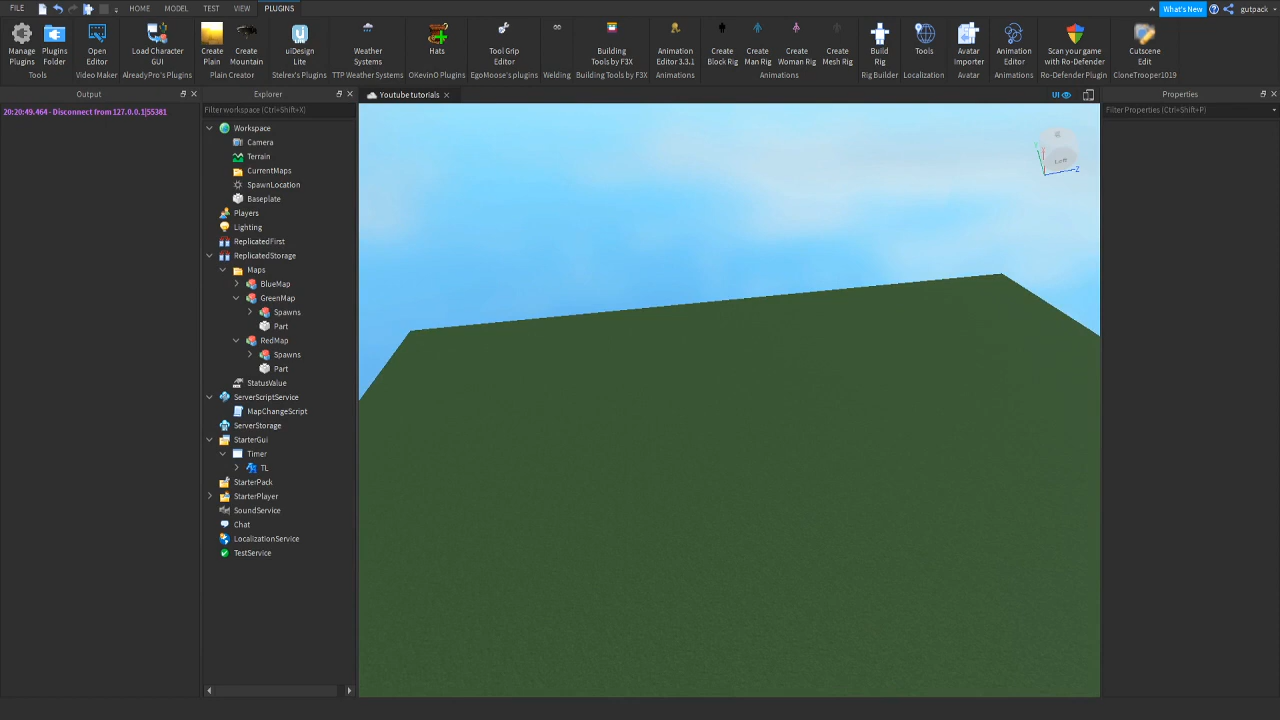 FILE HOME MODEL TEST VIEW PLUGINS What's New gutpack
Manage Plugins
Plugins Folder
Open Editor
Load Character GUI
Create Plain
Create Mountain
uiDesign Lite
Weather Systems
Hats
Tool Grip Editor
Building Tools by F3X
Animation Editor 3.3.1
Create Block Rig
Create Man Rig
Create Woman Rig
Create Mesh Rig
Build Rig
Tools
Avatar Importer
Animation Editor
Scan your game with Ro-Defender
Cutscene Edit
Tools Video Maker AlreadyPro's Plugins Plain Creator Stelrex's Plugins TTP Weather Systems OKevinO Plugins EgoMoose's plugins Welding Building Tools by F3X Animations Animations Rig Builder Localization Avatar Animations Ro-Defender Plugin CloneTrooper1019
Output
20:20:49.464 - Disconnect from 127.0.0.1|55381
Explorer
Filter workspace (Ctrl+Shift+X)
Workspace
Camera
Terrain
CurrentMaps
SpawnLocation
Baseplate
Players
Lighting
ReplicatedFirst
ReplicatedStorage
Maps
BlueMap
GreenMap
Spawns
Part
RedMap
Spawns
Part
StatusValue
ServerScriptService
MapChangeScript
ServerStorage
StarterGui
Timer
TL
StarterPack
StarterPlayer
SoundService
Chat
LocalizationService
TestService
Youtube tutorials
UI
Left
Z
Properties
Filter Properties (Ctrl+Shift+P)